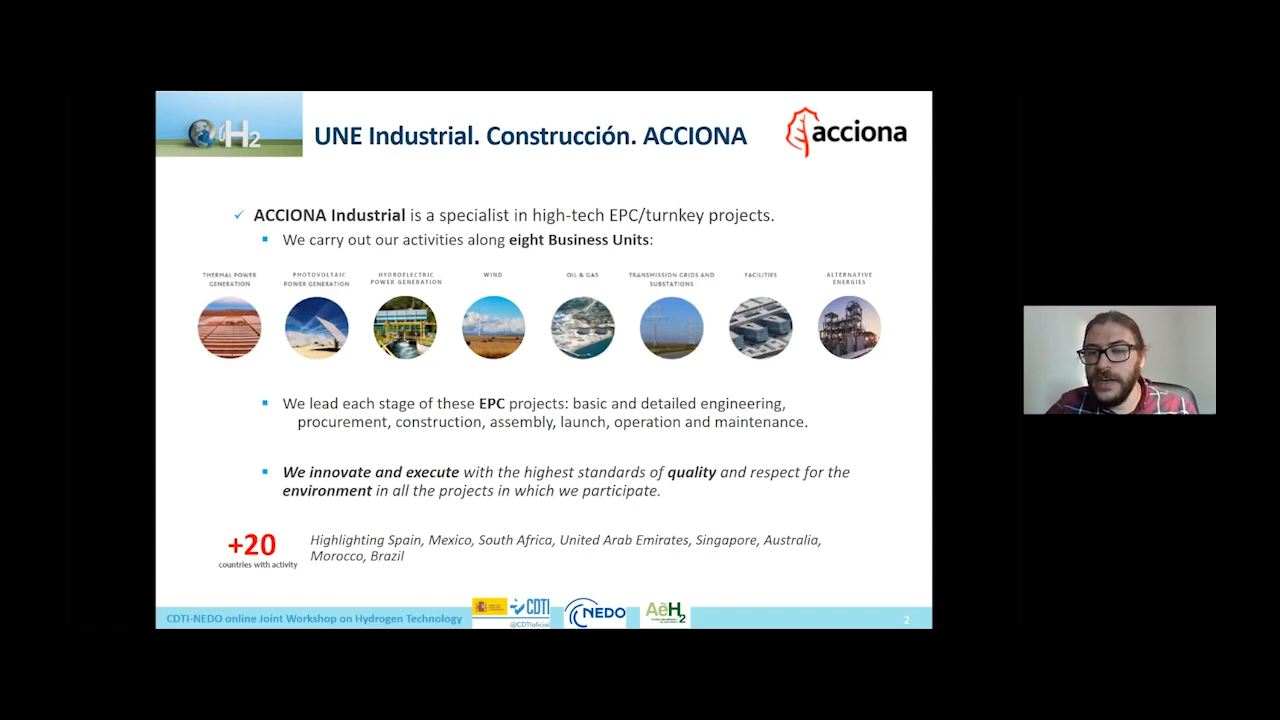 H2
UNE Industrial. Construcción. ACCIONA
acciona
✓ ACCIONA Industrial is a specialist in high-tech EPC/turnkey projects.
▪ We carry out our activities along eight Business Units:
THERMAL POWER
GENERATION
PHOTOVOLTAIC
POWER GENERATION
HYDROELECTRIC
POWER GENERATION
WIND
OIL & GAS
TRANSMISSION GRIDS AND
SUBSTATIONS
FACILITIES
ALTERNATIVE
ENERGIES
▪ We lead each stage of these EPC projects: basic and detailed engineering,
procurement, construction, assembly, launch, operation and maintenance.
▪ We innovate and execute with the highest standards of quality and respect for the
environment in all the projects in which we participate.
+20
countries with activity
Highlighting Spain, Mexico, South Africa, United Arab Emirates, Singapore, Australia,
Morocco, Brazil
CDTI-NEDO online Joint Workshop on Hydrogen Technology
CDTI
@CDTIoficial
NEDO
AeH2
2